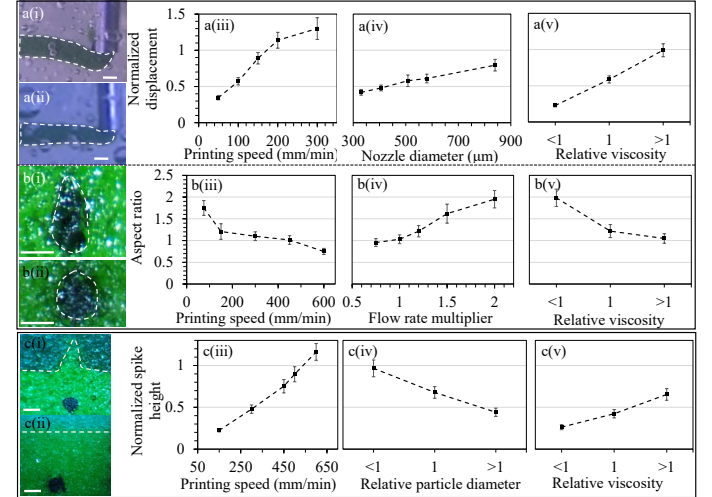 a(i)
a(ii)
Normalized
displacement
a(iii)
1.5
1
0.5
0
0 100 200 300
Printing speed (mm/min)
a(iv)
240 440 640 840
Nozzle diameter (μm)
a(v)
<1 1 >1
Relative viscosity
b(i)
b(ii)
Aspect ratio
b(iii)
2.5
2
1.5
1
0.5
0
0 200 400 600
Printing speed (mm/min)
b(iv)
0.5 1 1.5 2
Flow rate multiplier
b(v)
<1 1 >1
Relative viscosity
c(i)
c(ii)
Normalized spike
height
c(iii)
1
0.5
0
50 250 450 650
Printing speed (mm/min)
c(iv)
<1 1 >1
Relative particle diameter
c(v)
<1 1 >1
Relative viscosity